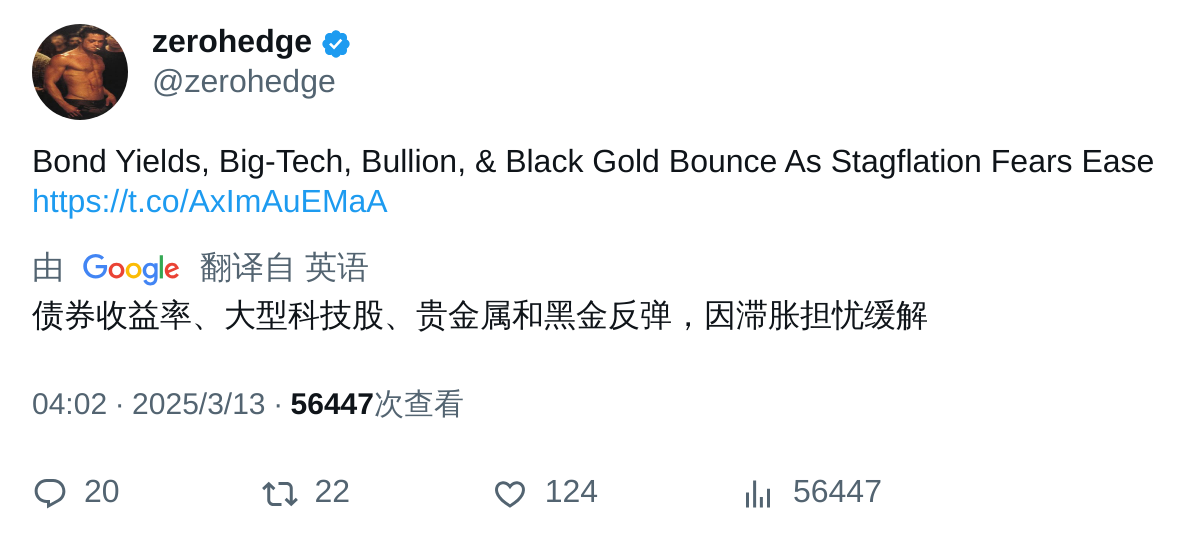 zerohedge
@zerohedge
Bond Yields, Big-Tech, Bullion, & Black Gold Bounce As Stagflation Fears Ease
https://t.co/AxImAuEMaA
由 Google 翻译自 英语
债券收益率、大型科技股、贵金属和黑金反弹，因滞胀担忧缓解
04:02 · 2025/3/13 · 56447次查看
20 22 124 56447